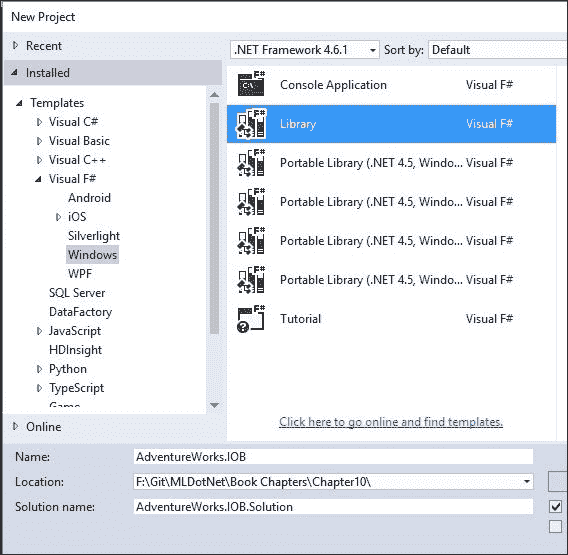 New Project
Recent
.NET Framework 4.6.1 Sort by: Default
Installed
Templates
Visual C#
Visual Basic
Visual C++
Visual F#
Android
iOS
Silverlight
Windows
WPF
SQL Server
DataFactory
JavaScript
HDInsight
Python
TypeScript
Game
Online
F# C:\ Console Application Visual F#
F# Library Visual F#
F# Portable Library (.NET 4.5, Windo... Visual F#
F# Portable Library (.NET 4.5, Windo... Visual F#
F# Portable Library (.NET 4.5, Windo... Visual F#
F# Portable Library (.NET 4.5, Windo... Visual F#
F# Tutorial Visual F#
Click here to go online and find templates.
Name: AdventureWorks.IOB
Location: F:\Git\MLDotNet\Book Chapters\Chapter10\
Solution name: AdventureWorks.IOB.Solution